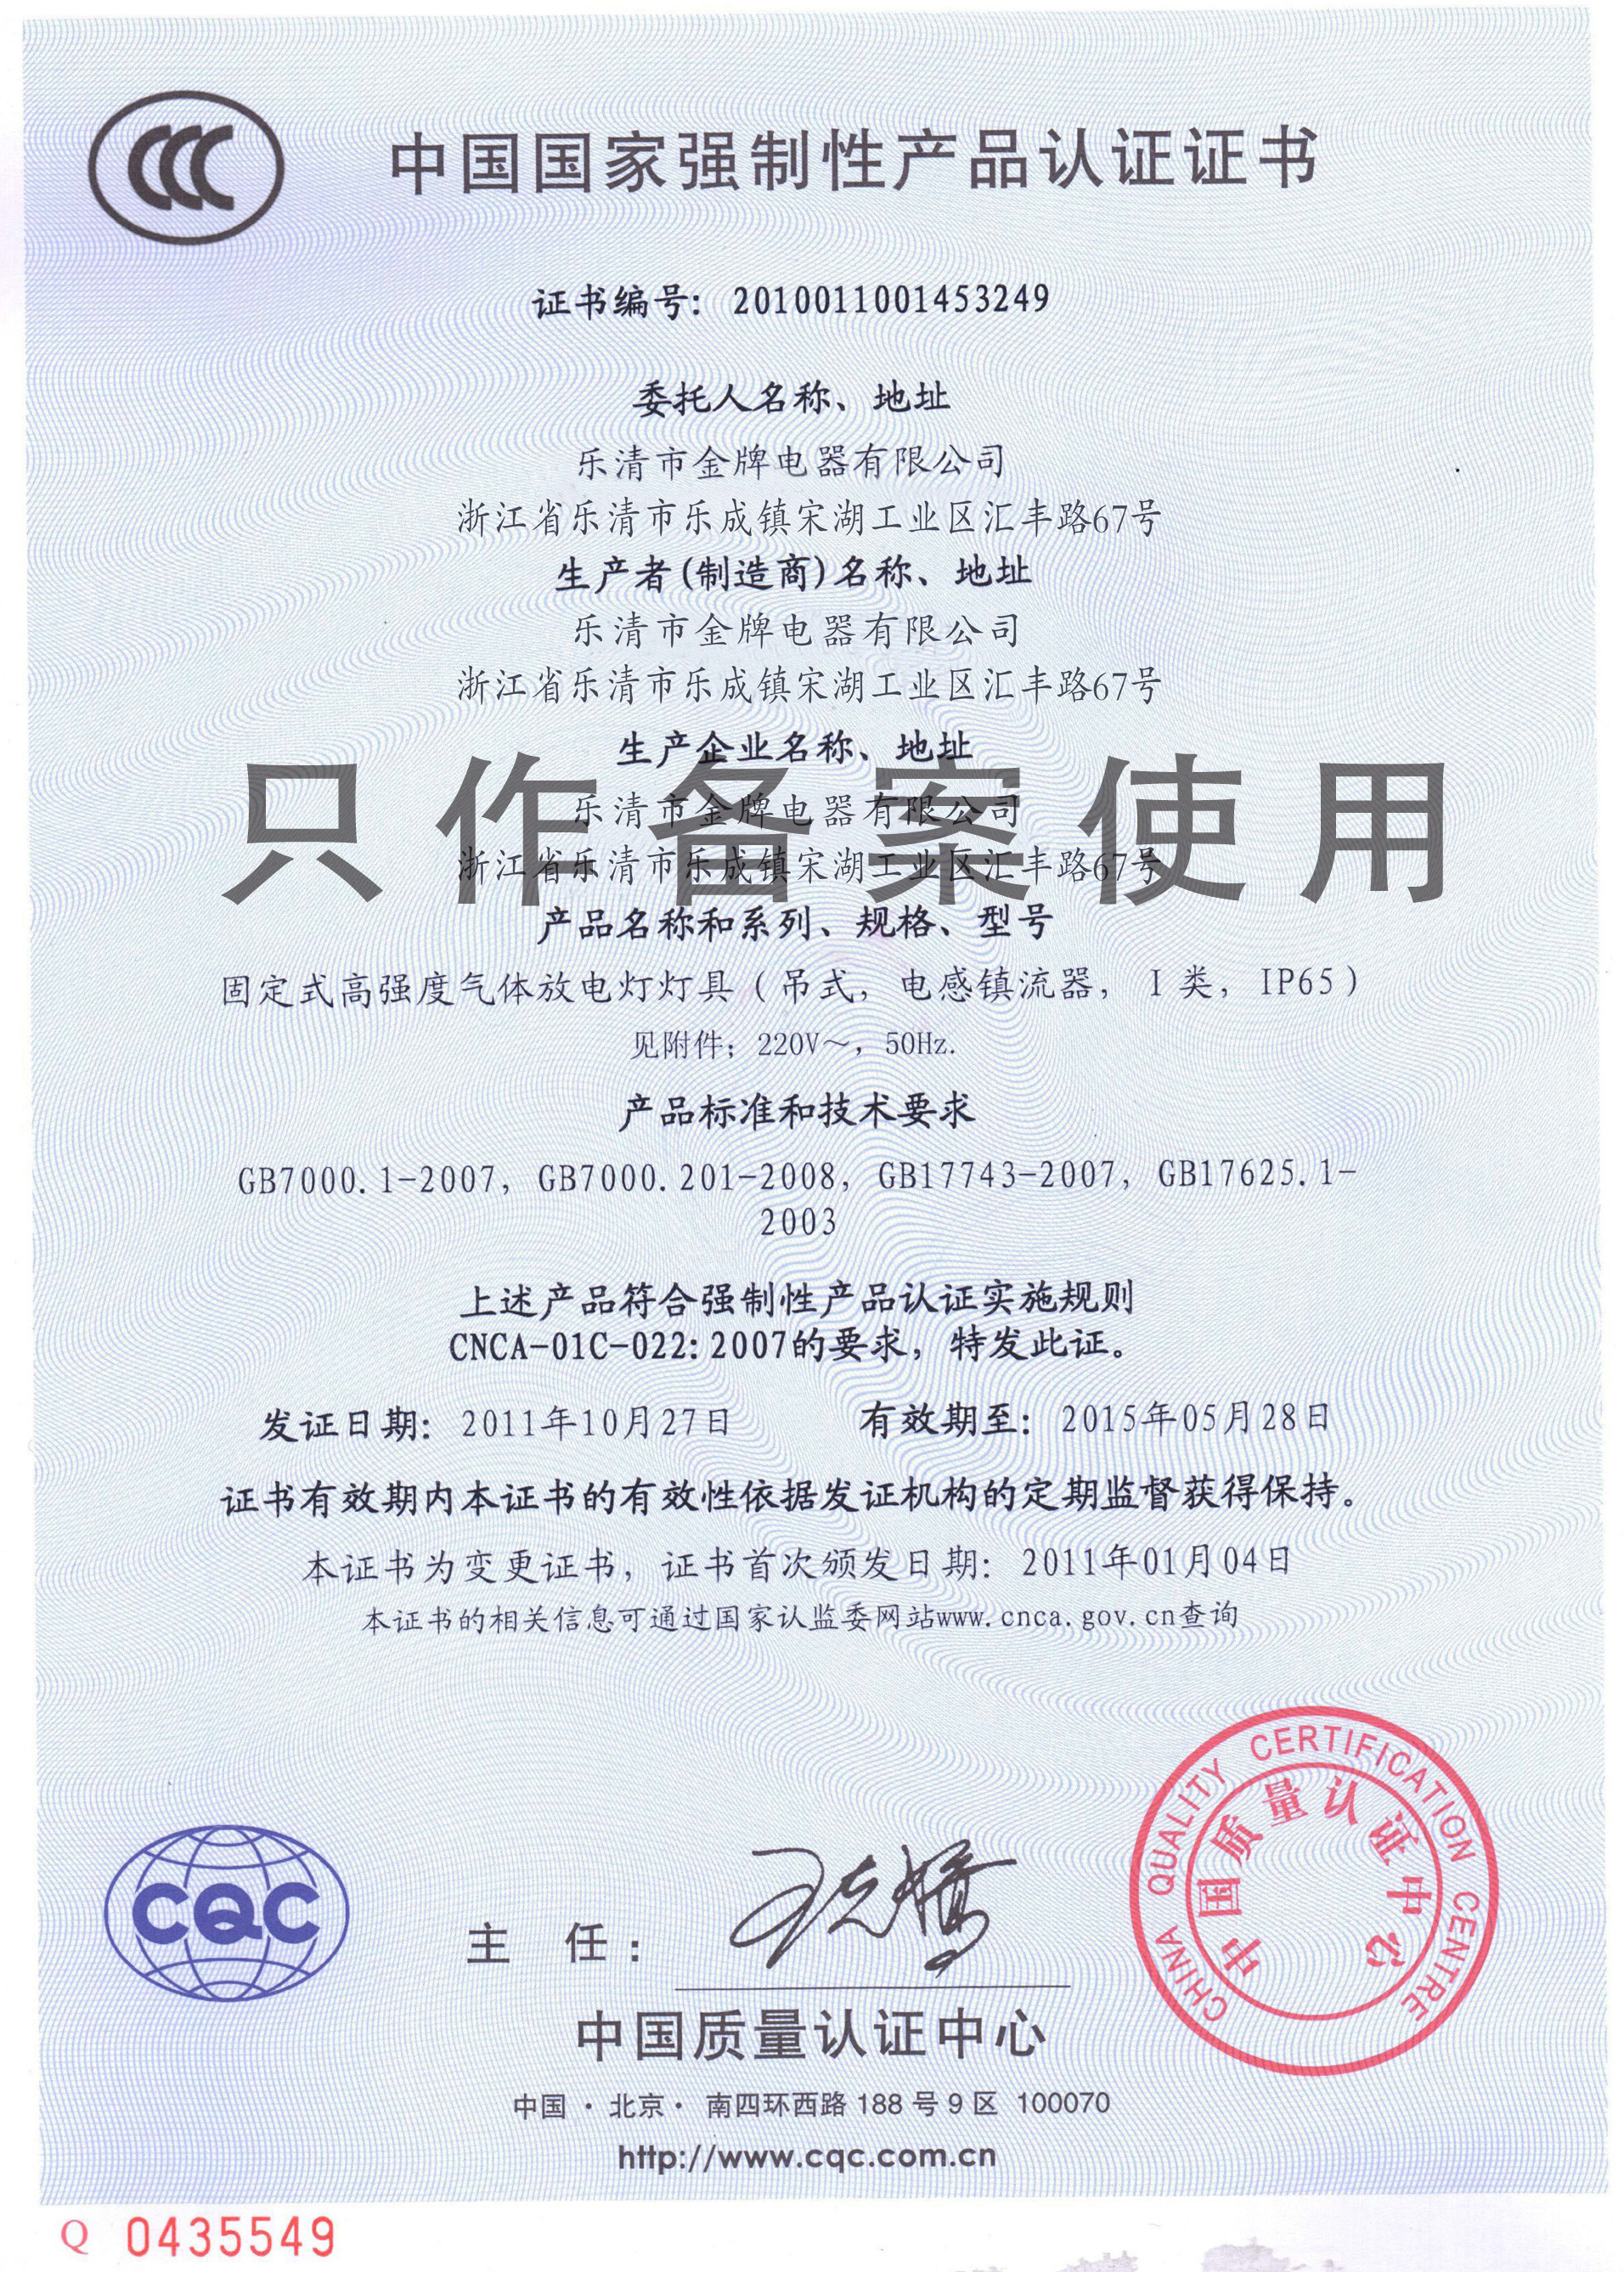 CCC
中国国家强制性产品认证证书
证书编号: 2010011001453249
委托人名称、地址
乐清市金牌电器有限公司
浙江省乐清市乐成镇宋湖工业区汇丰路67号
生产者(制造商)名称、地址
乐清市金牌电器有限公司
浙江省乐清市乐成镇宋湖工业区汇丰路67号
生产企业名称、地址
只作备案使用
乐清市金牌电器有限公司
浙江省乐清市乐成镇宋湖工业区汇丰路67号
产品名称和系列、规格、型号
固定式高强度气体放电灯灯具(吊式, 电感镇流器, I 类, IP65)
见附件; 220V～, 50Hz.
产品标准和技术要求
GB7000.1-2007, GB7000.201-2008, GB17743-2007, GB17625.1-
2003
上述产品符合强制性产品认证实施规则
CNCA-01C-022:2007的要求, 特发此证。
发证日期: 2011年10月27日 有效期至: 2015年05月28日
证书有效期内本证书的有效性依据发证机构的定期监督获得保持。
本证书为变更证书, 证书首次颁发日期: 2011年01月04日
本证书的相关信息可通过国家认监委网站www.cnca.gov.cn查询
CHINA QUALITY CERTIFICATION CENTRE
中国质量认证中心
CQC
主 任:
中国质量认证中心
中国·北京·南四环西路 188 号 9 区 100070
http://www.cqc.com.cn
Q 0435549